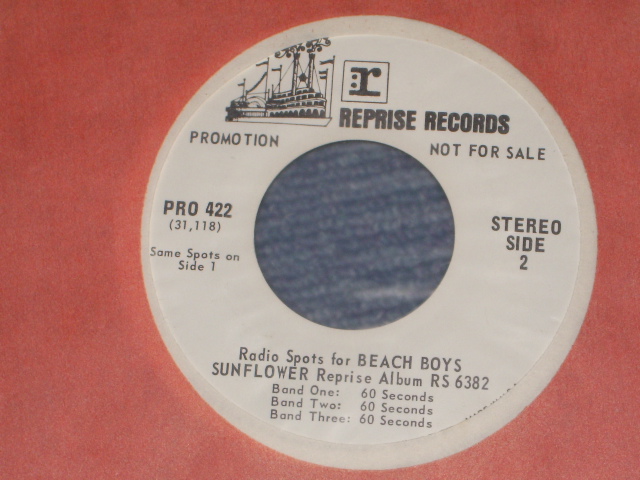 r
REPRISE RECORDS
PROMOTION
NOT FOR SALE
PRO 422
(31,118)
Same Spots on
Side 1
STEREO
SIDE
2
Radio Spots for BEACH BOYS
SUNFLOWER Reprise Album RS 6382
Band One: 60 Seconds
Band Two: 60 Seconds
Band Three: 60 Seconds